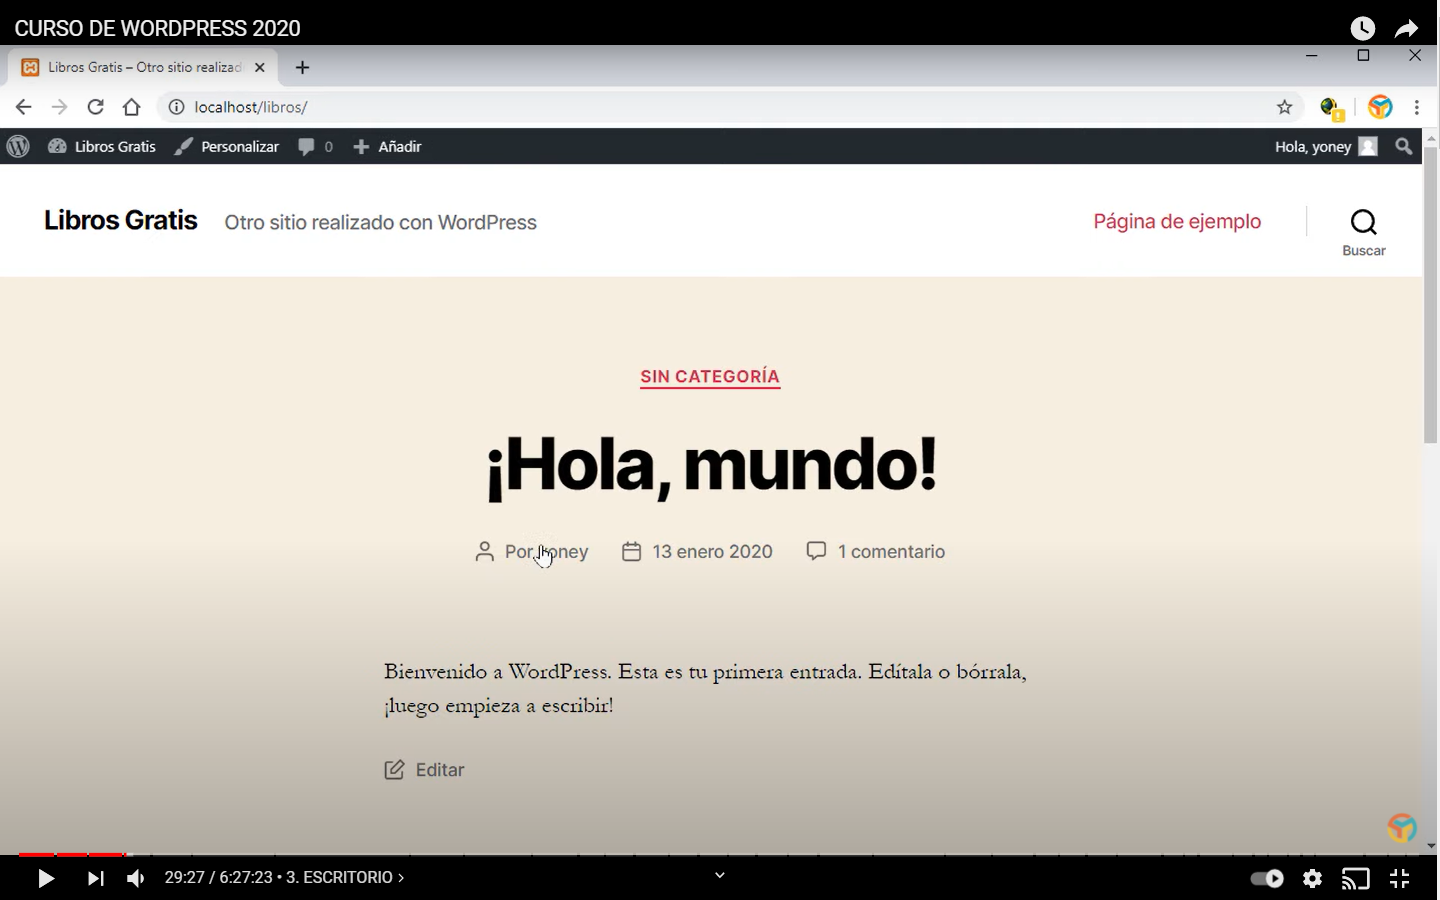 CURSO DE WORDPRESS 2020
Libros Gratis – Otro sitio realizad
localhost/libros/
Libros Gratis Personalizar 0 Añadir Hola, yoney
Libros Gratis Otro sitio realizado con WordPress Página de ejemplo
Buscar
SIN CATEGORÍA
¡Hola, mundo!
Por yoney 13 enero 2020 1 comentario
Bienvenido a WordPress. Esta es tu primera entrada. Edítala o bórrala,
¡luego empieza a escribir!
Editar
29:27 / 6:27:23 • 3. ESCRITORIO >